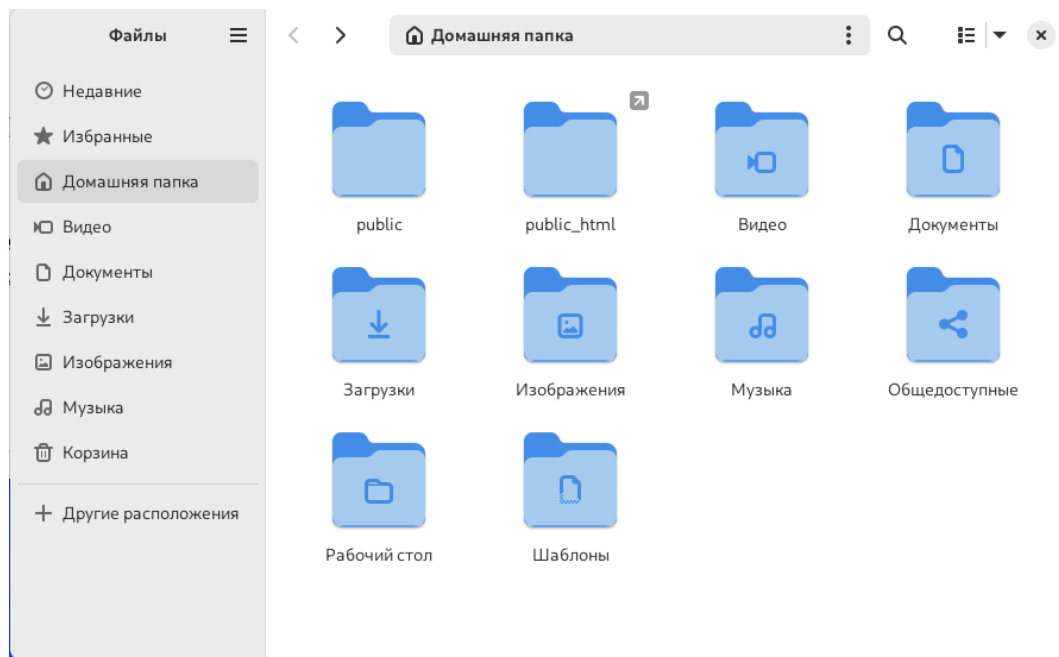 Файлы
Домашняя папка
Недавние
Избранные
Домашняя папка
Видео
Документы
Загрузки
Изображения
Музыка
Корзина
Другие расположения
public
public_html
Видео
Документы
Загрузки
Изображения
Музыка
Общедоступные
Рабочий стол
Шаблоны